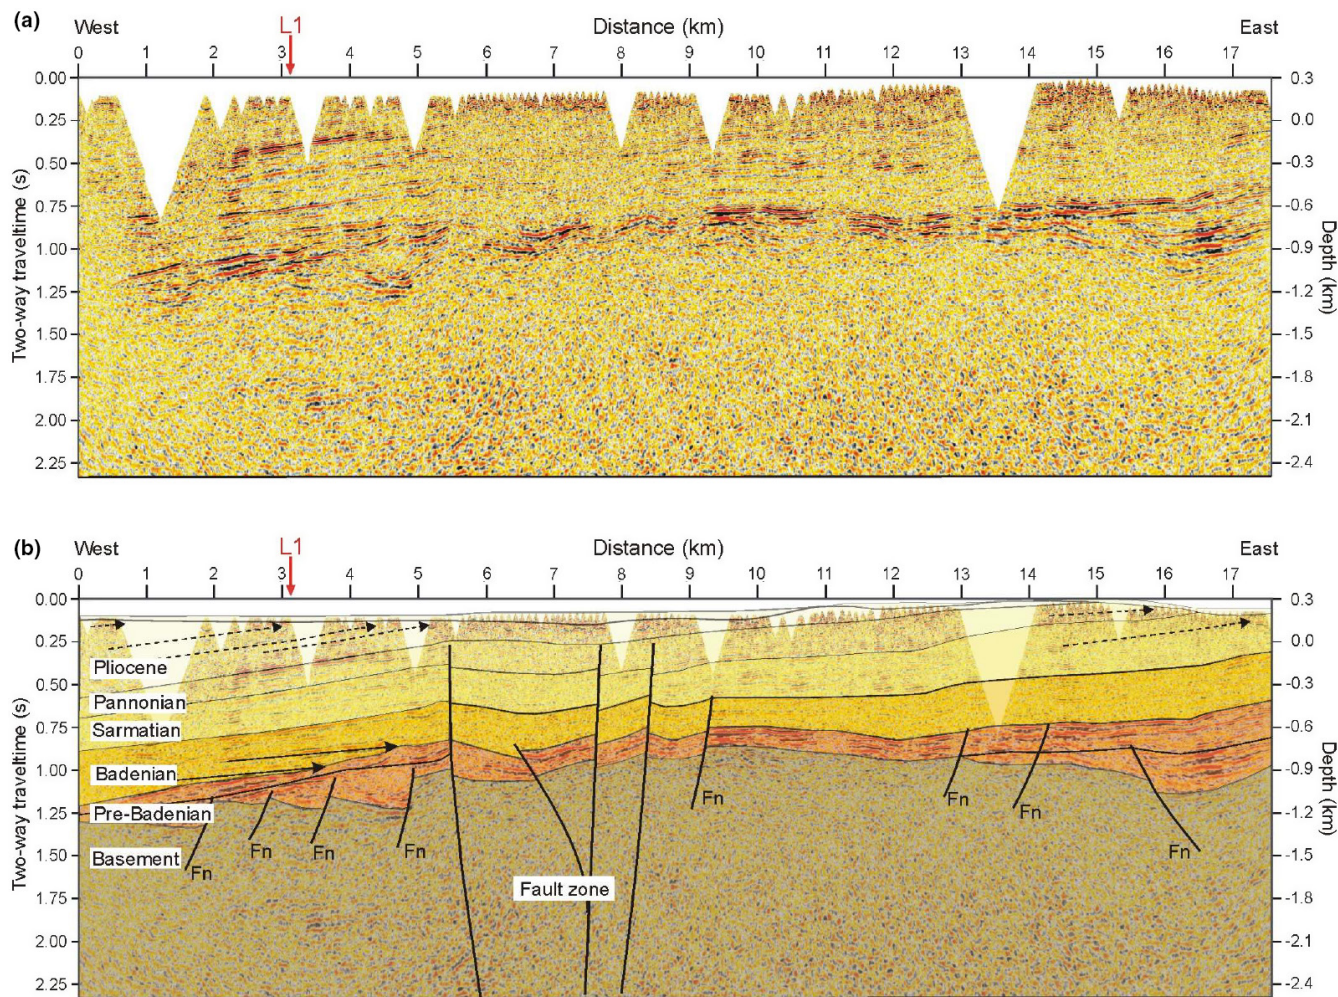 (a)
West
L1
Distance (km)
East
0 1 2 3 4 5 6 7 8 9 10 11 12 13 14 15 16 17
Two-way traveltime (s)
0.00
0.25
0.50
0.75
1.00
1.25
1.50
1.75
2.00
2.25
0.3
0.0
-0.3
-0.6
-0.9
-1.2
-1.5
-1.8
-2.1
-2.4
Depth (km)
(b)
West
L1
Distance (km)
East
0 1 2 3 4 5 6 7 8 9 10 11 12 13 14 15 16 17
Two-way traveltime (s)
0.00
0.25
0.50
0.75
1.00
1.25
1.50
1.75
2.00
2.25
Pliocene
Pannonian
Sarmatian
Badenian
Pre-Badenian
Basement
Fn
Fn
Fn
Fn
Fault zone
Fn
Fn
Fn
Fn
0.3
0.0
-0.3
-0.6
-0.9
-1.2
-1.5
-1.8
-2.1
-2.4
Depth (km)